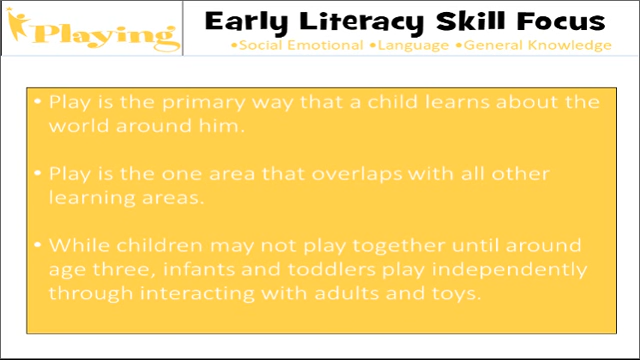 Playing
Early Literacy Skill Focus
•Social Emotional •Language •General Knowledge
• Play is the primary way that a child learns about the
world around him.
• Play is the one area that overlaps with all other
learning areas.
• While children may not play together until around
age three, infants and toddlers play independently
through interacting with adults and toys.